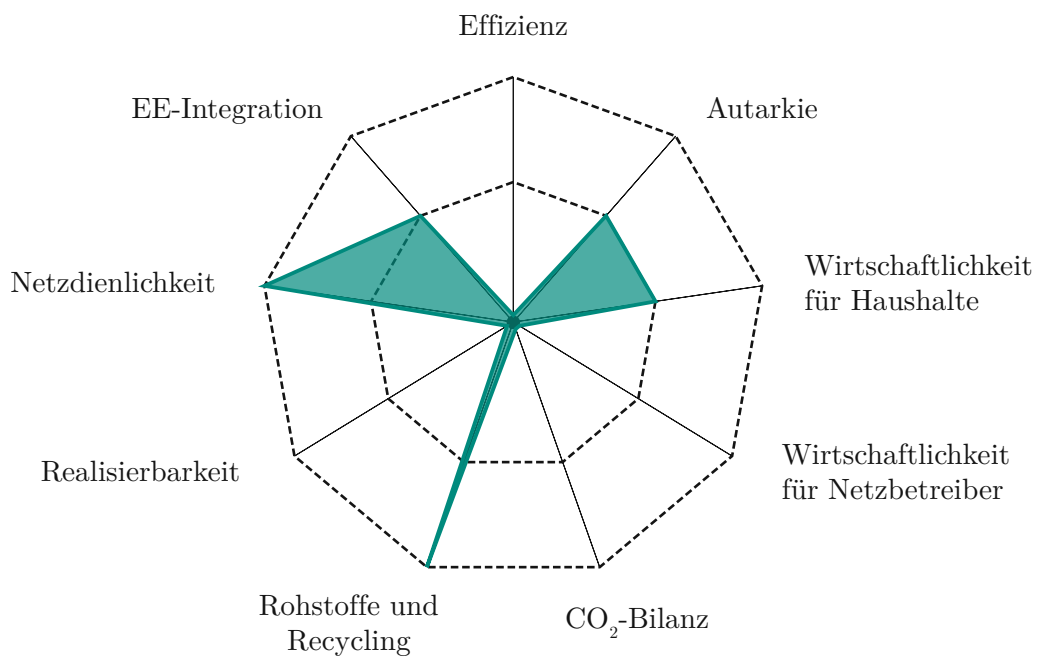 Effizienz
EE-Integration
Autarkie
Netzdienlichkeit
Wirtschaftlichkeit
für Haushalte
Realisierbarkeit
Wirtschaftlichkeit
für Netzbetreiber
Rohstoffe und
Recycling
CO₂-Bilanz